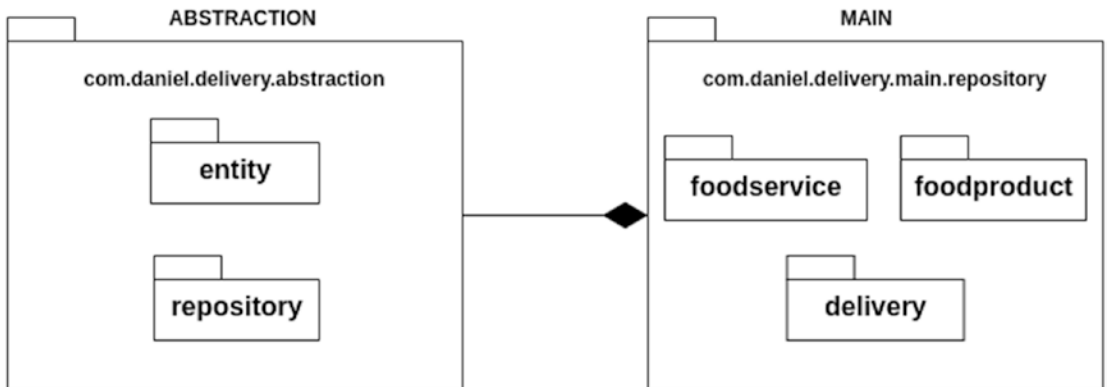 ABSTRACTION
com.daniel.delivery.abstraction
entity
repository
MAIN
com.daniel.delivery.main.repository
foodservice
foodproduct
delivery